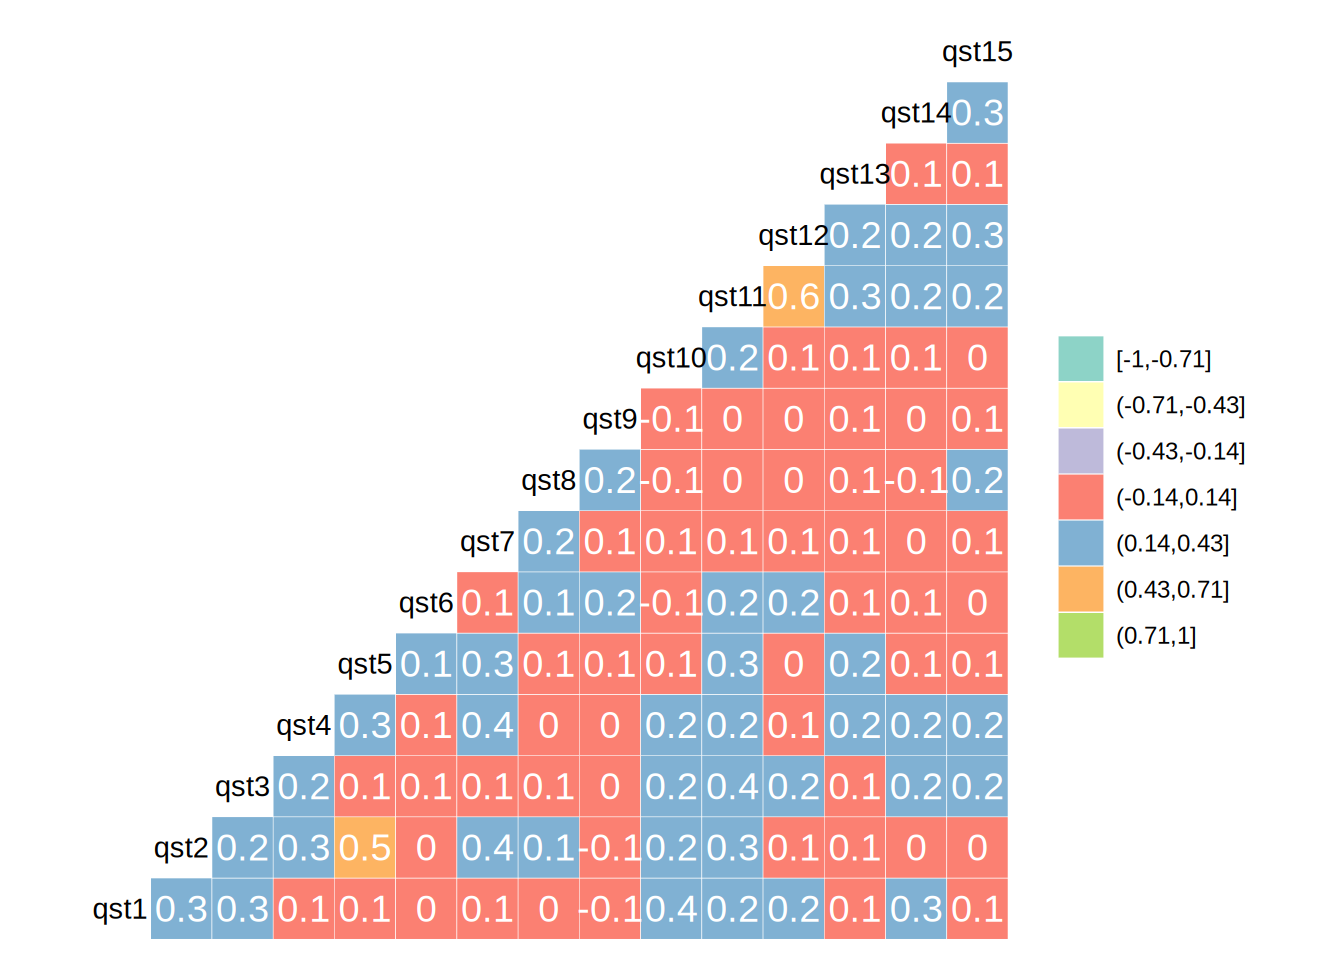 qst15
qst14 0.3
qst13 0.1 0.1
qst12 0.2 0.2 0.3
qst11 0.6 0.3 0.2 0.2
qst10 0.2 0.1 0.1 0.1 0
qst9 -0.1 0 0 0.1 0 0.1
qst8 0.2 -0.1 0 0 0.1 -0.1 0.2
qst7 0.2 0.1 0.1 0.1 0.1 0.1 0 0.1
qst6 0.1 0.1 0.2 -0.1 0.2 0.2 0.1 0.1 0
qst5 0.1 0.3 0.1 0.1 0.1 0.3 0 0.2 0.1 0.1
qst4 0.3 0.1 0.4 0 0 0.2 0.2 0.1 0.2 0.2 0.2
qst3 0.2 0.1 0.1 0.1 0.1 0 0.2 0.4 0.2 0.1 0.2 0.2
qst2 0.2 0.3 0.5 0 0.4 0.1 -0.1 0.2 0.3 0.1 0.1 0 0
qst1 0.3 0.3 0.1 0.1 0 0.1 0 -0.1 0.4 0.2 0.2 0.1 0.3 0.1
[-1,-0.71]
(-0.71,-0.43]
(-0.43,-0.14]
(-0.14,0.14]
(0.14,0.43]
(0.43,0.71]
(0.71,1]